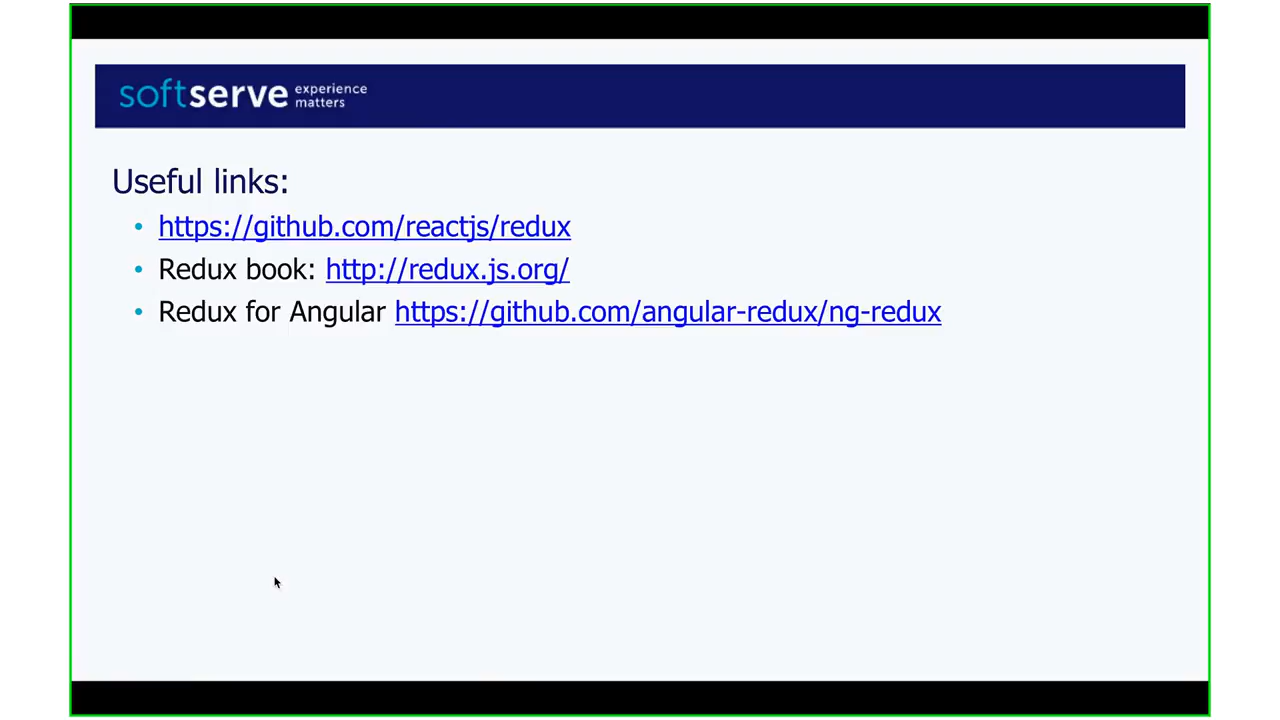 softserve experience matters
Useful links:
• https://github.com/reactjs/redux
• Redux book: http://redux.js.org/
• Redux for Angular https://github.com/angular-redux/ng-redux